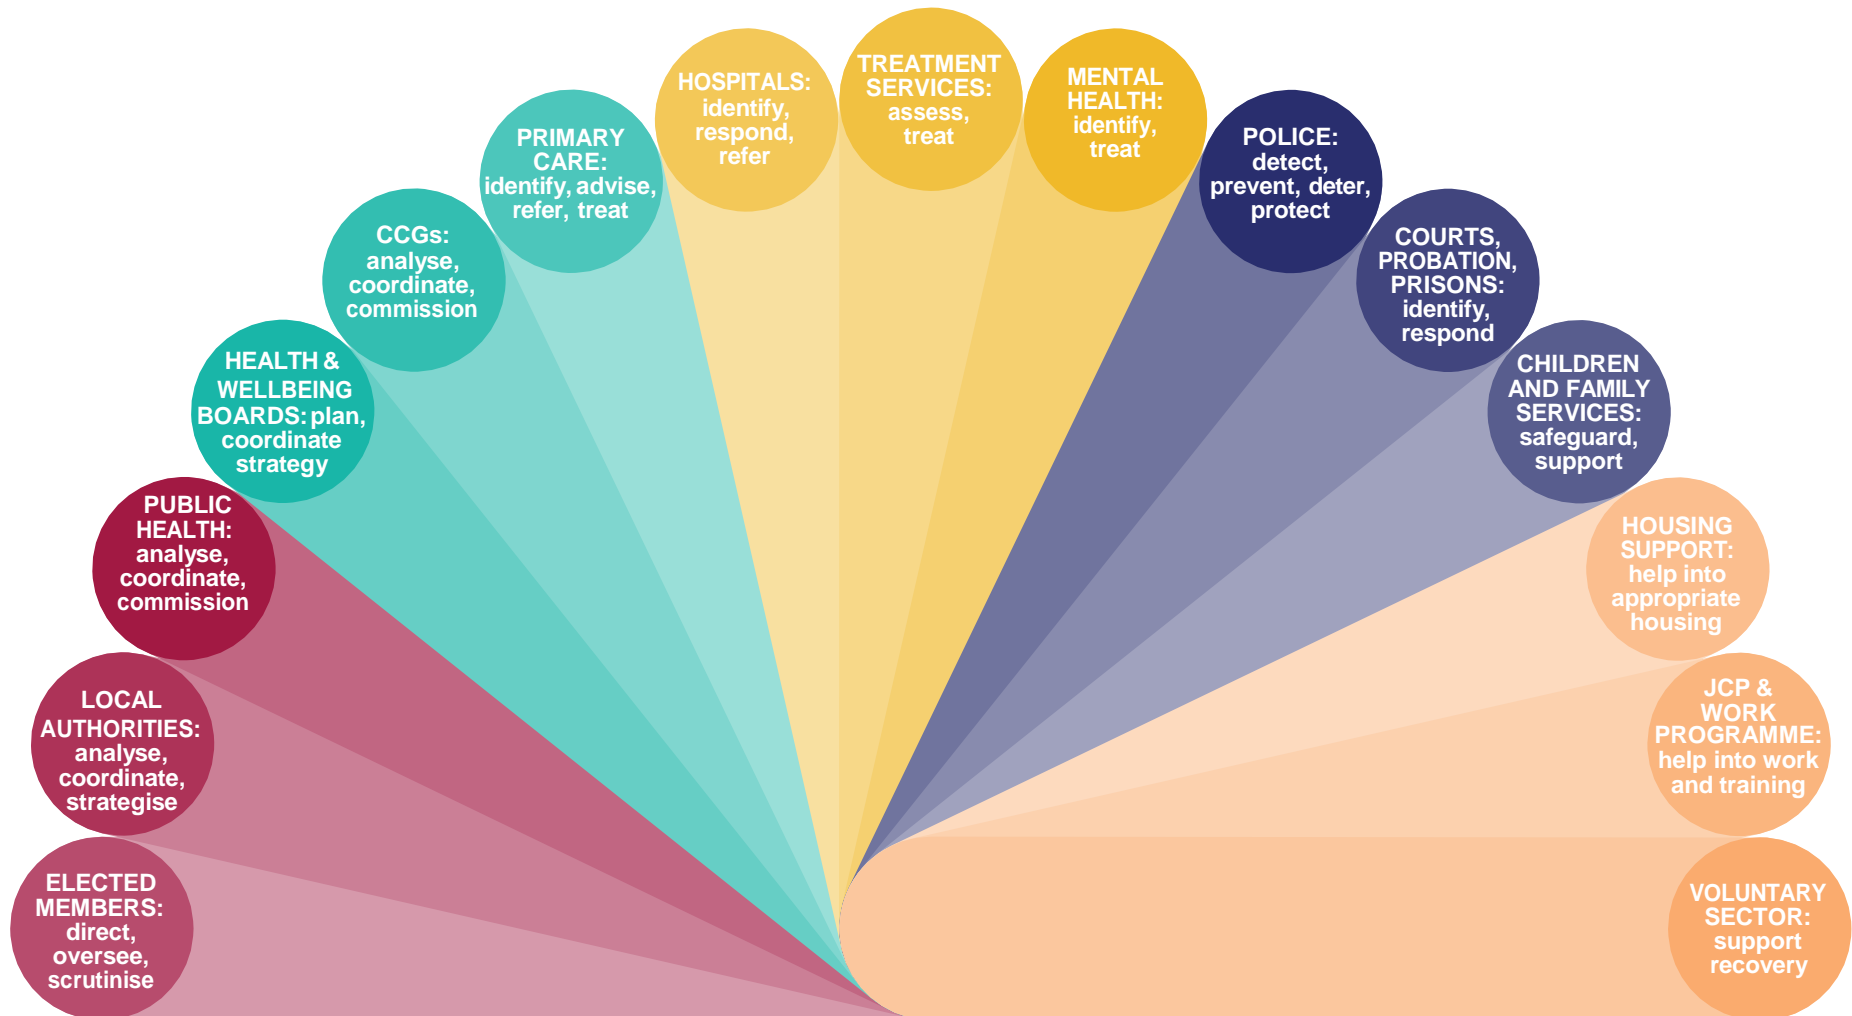 ELECTED
MEMBERS:
direct,
oversee,
scrutinise
LOCAL
AUTHORITIES:
analyse,
coordinate,
strategise
PUBLIC
HEALTH:
analyse,
coordinate,
commission
HEALTH &
WELLBEING
BOARDS: plan,
coordinate
strategy
CCGs:
analyse,
coordinate,
commission
PRIMARY
CARE:
identify, advise,
refer, treat
HOSPITALS:
identify,
respond,
refer
TREATMENT
SERVICES:
assess,
treat
MENTAL
HEALTH:
identify,
treat
POLICE:
detect,
prevent, deter,
protect
COURTS,
PROBATION,
PRISONS:
identify,
respond
CHILDREN
AND FAMILY
SERVICES:
safeguard,
support
HOUSING
SUPPORT:
help into
appropriate
housing
JCP &
WORK
PROGRAMME:
help into work
and training
VOLUNTARY
SECTOR:
support
recovery